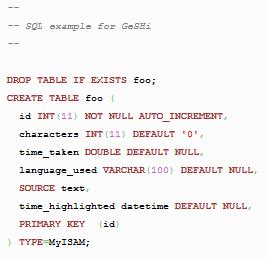 --
-- SQL example for GeSHi
--
DROP TABLE IF EXISTS foo;
CREATE TABLE foo (
id INT(11) NOT NULL AUTO_INCREMENT,
characters INT(11) DEFAULT '0',
time_taken DOUBLE DEFAULT NULL,
language_used VARCHAR(100) DEFAULT NULL,
SOURCE text,
time_highlighted datetime DEFAULT NULL,
PRIMARY KEY (id)
) TYPE=MyISAM;